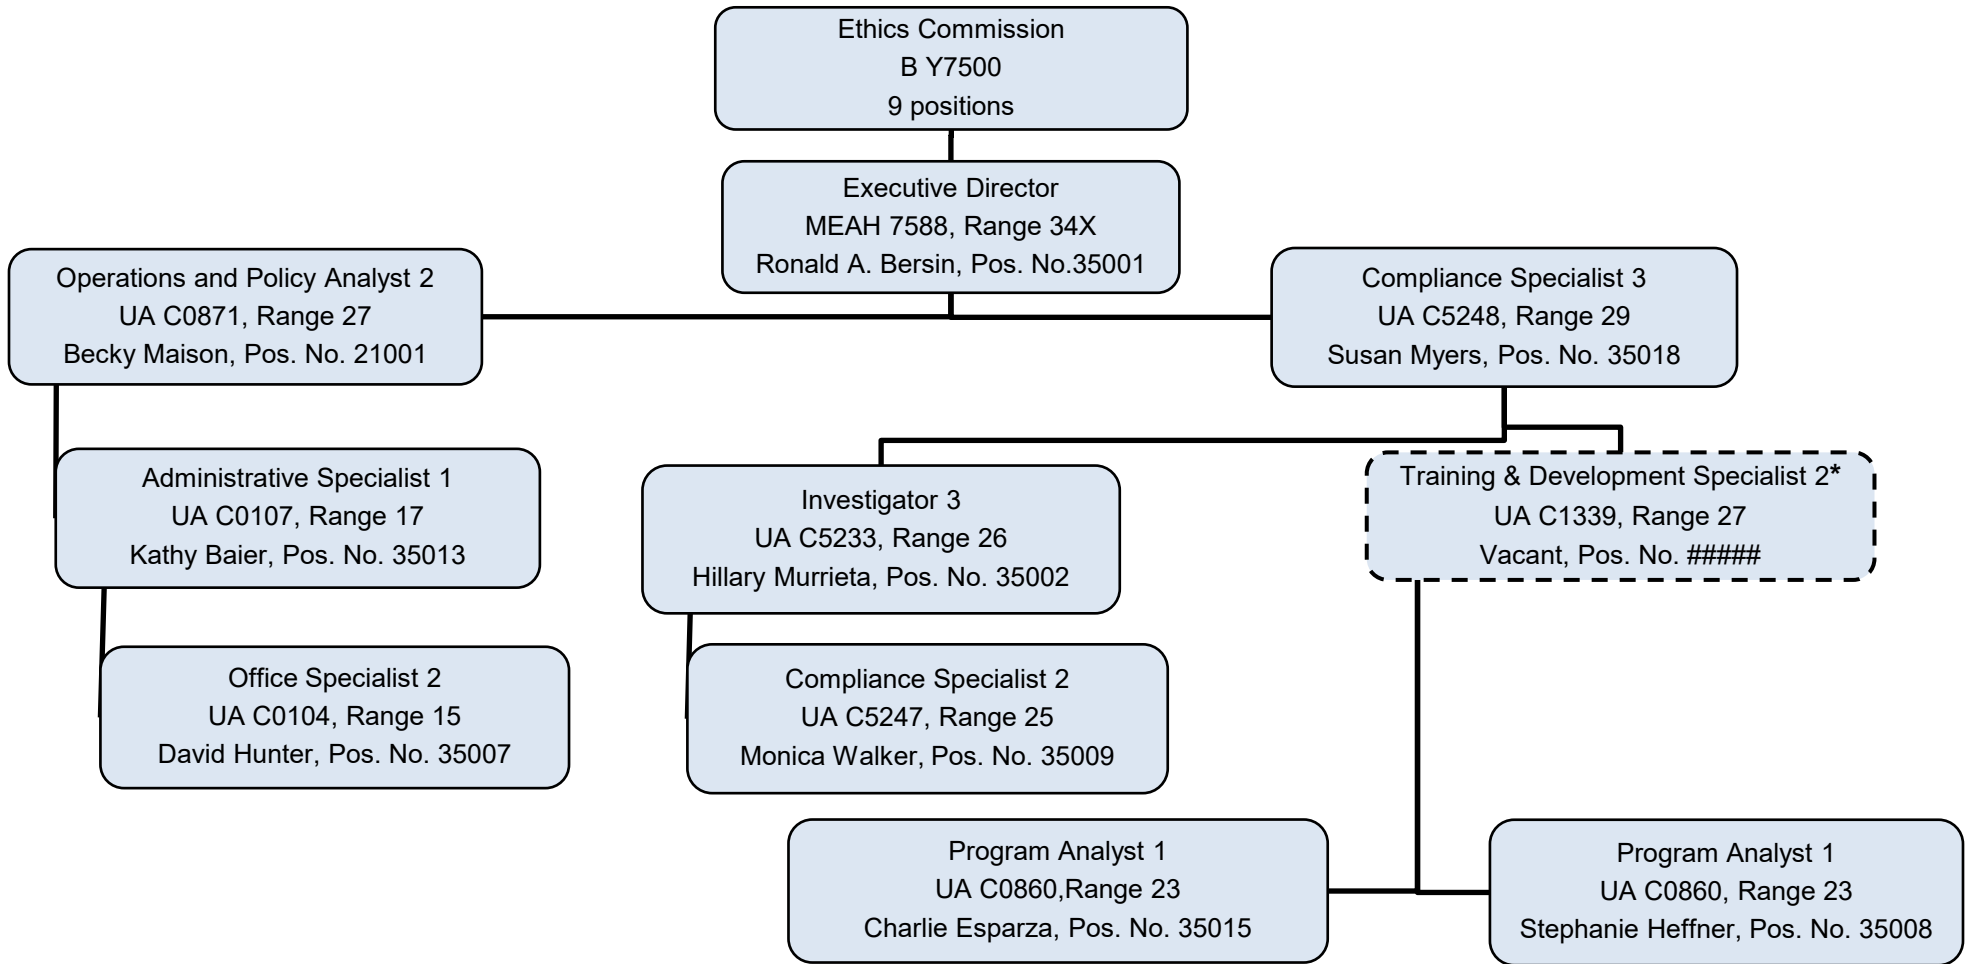 Ethics Commission
B Y7500
9 positions
Executive Director
MEAH 7588, Range 34X
Ronald A. Bersin, Pos. No.35001
Operations and Policy Analyst 2
UA C0871, Range 27
Becky Maison, Pos. No. 21001
Compliance Specialist 3
UA C5248, Range 29
Susan Myers, Pos. No. 35018
Administrative Specialist 1
UA C0107, Range 17
Kathy Baier, Pos. No. 35013
Investigator 3
UA C5233, Range 26
Hillary Murrieta, Pos. No. 35002
Training & Development Specialist 2*
UA C1339, Range 27
Vacant, Pos. No. #####
Office Specialist 2
UA C0104, Range 15
David Hunter, Pos. No. 35007
Compliance Specialist 2
UA C5247, Range 25
Monica Walker, Pos. No. 35009
Program Analyst 1
UA C0860,Range 23
Charlie Esparza, Pos. No. 35015
Program Analyst 1
UA C0860, Range 23
Stephanie Heffner, Pos. No. 35008